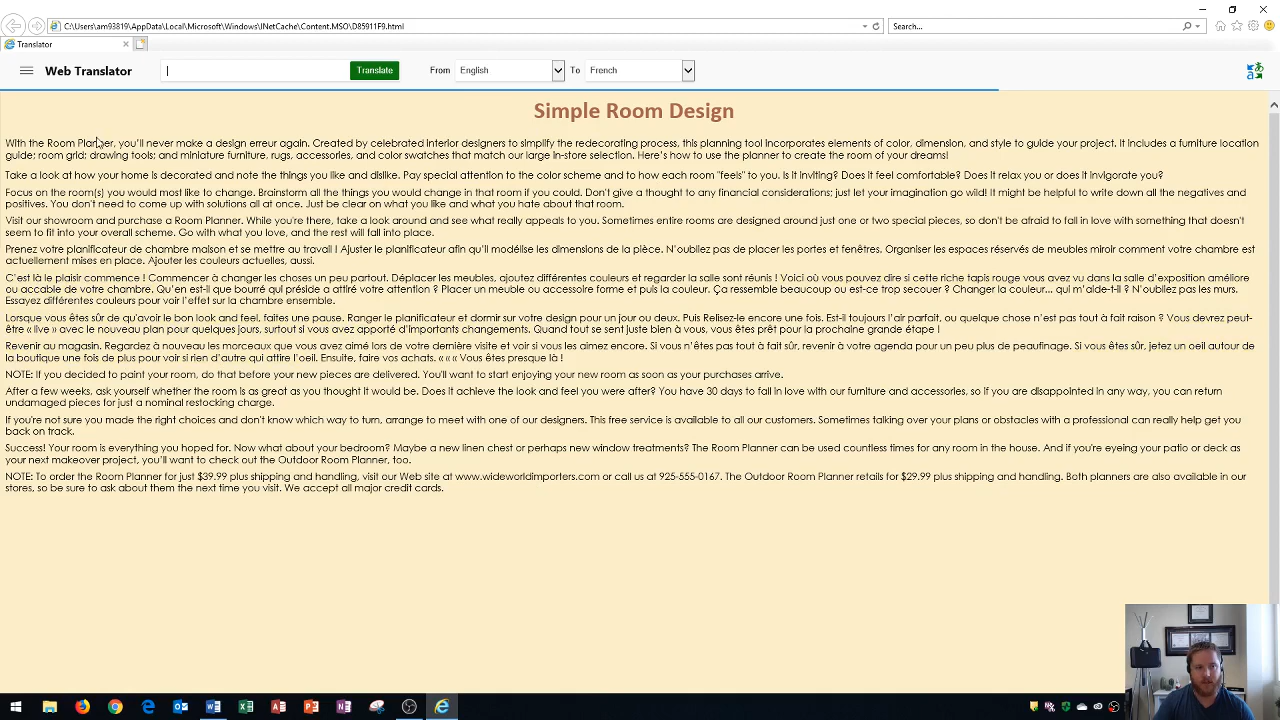 C:\Users\am93819\AppData\Local\Microsoft\Windows\INetCache\Content.MSO\D85911F9.html
Search...
Translator
Web Translator
Translate
From
English
To
French
Simple Room Design
With the Room Planner, you'll never make a design erreur again. Created by celebrated interior designers to simplify the redecorating process, this planning tool incorporates elements of color, dimension, and style to guide your project. It includes a furniture location
guide; room grid; drawing tools; and miniature furniture, rugs, accessories, and color swatches that match our large in-store selection. Here's how to use the planner to create the room of your dreams!
Take a look at how your home is decorated and note the things you like and dislike. Pay special attention to the color scheme and to how each room "feels" to you. Is it inviting? Does it feel comfortable? Does it relax you or does it invigorate you?
Focus on the room(s) you would most like to change. Brainstorm all the things you would change in that room if you could. Don't give a thought to any financial considerations; just let your imagination go wild! It might be helpful to write down all the negatives and
positives. You don't need to come up with solutions all at once. Just be clear on what you like and what you hate about that room.
Visit our showroom and purchase a Room Planner. While you're there, take a look around and see what really appeals to you. Sometimes entire rooms are designed around just one or two special pieces, so don't be afraid to fall in love with something that doesn't
seem to fit into your overall scheme. Go with what you love, and the rest will fall into place.
Prenez votre planificateur de chambre maison et se mettre au travail ! Ajuster le planificateur afin qu'il modélise les dimensions de la pièce. N'oubliez pas de placer les portes et fenêtres. Organiser les espaces réservés de meubles miroir comment votre chambre est
actuellement mises en place. Ajouter les couleurs actuelles, aussi.
C'est là le plaisir commence ! Commencer à changer les choses un peu partout. Déplacer les meubles, ajoutez différentes couleurs et regarder la salle sont réunis ! Voici où vous pouvez dire si cette riche tapis rouge vous avez vu dans la salle d'exposition améliore
ou accable de votre chambre. Qu'en est-il que bourré qui préside a attiré votre attention ? Placer un meuble ou accessoire forme et puis la couleur. Ça ressemble beaucoup ou est-ce trop secouer ? Changer la couleur... qui m'aide-t-il ? N'oubliez pas les murs.
Essayez différentes couleurs pour voir l'effet sur la chambre ensemble.
Lorsque vous êtes sûr de qu'avoir le bon look and feel, faites une pause. Ranger le planificateur et dormir sur votre design pour un jour ou deux. Puis Relisez-le encore une fois. Est-il toujours l'air parfait, ou quelque chose n'est pas tout à fait raison ? Vous devrez peut-
être « live » avec le nouveau plan pour quelques jours, surtout si vous avez apporté d'importants changements. Quand tout se sent juste bien à vous, vous êtes prêt pour la prochaine grande étape !
Revenir au magasin. Regardez à nouveau les morceaux que vous avez aimé lors de votre dernière visite et voir si vous les aimez encore. Si vous n'êtes pas tout à fait sûr, revenir à votre agenda pour un peu plus de peaufinage. Si vous êtes sûr, jetez un oeil autour de
la boutique une fois de plus pour voir si rien d'autre qui attire l'oeil. Ensuite, faire vos achats. « « « Vous êtes presque là !
NOTE: If you decided to paint your room, do that before your new pieces are delivered. You'll want to start enjoying your new room as soon as your purchases arrive.
After a few weeks, ask yourself whether the room is as great as you thought it would be. Does it achieve the look and feel you were after? You have 30 days to fall in love with our furniture and accessories, so if you are disappointed in any way, you can return
undamaged pieces for just a nominal restocking charge.
If you're not sure you made the right choices and don't know which way to turn, arrange to meet with one of our designers. This free service is available to all our customers. Sometimes talking over your plans or obstacles with a professional can really help get you
back on track.
Success! Your room is everything you hoped for. Now what about your bedroom? Maybe a new linen chest or perhaps new window treatments? The Room Planner can be used countless times for any room in the house. And if you're eyeing your patio or deck as
your next makeover project, you'll want to check out the Outdoor Room Planner, too.
NOTE: To order the Room Planner for just $39.99 plus shipping and handling, visit our Web site at www.wideworldimporters.com or call us at 925-555-0167. The Outdoor Room Planner retails for $29.99 plus shipping and handling. Both planners are also available in our
stores, so be sure to ask about them the next time you visit. We accept all major credit cards.